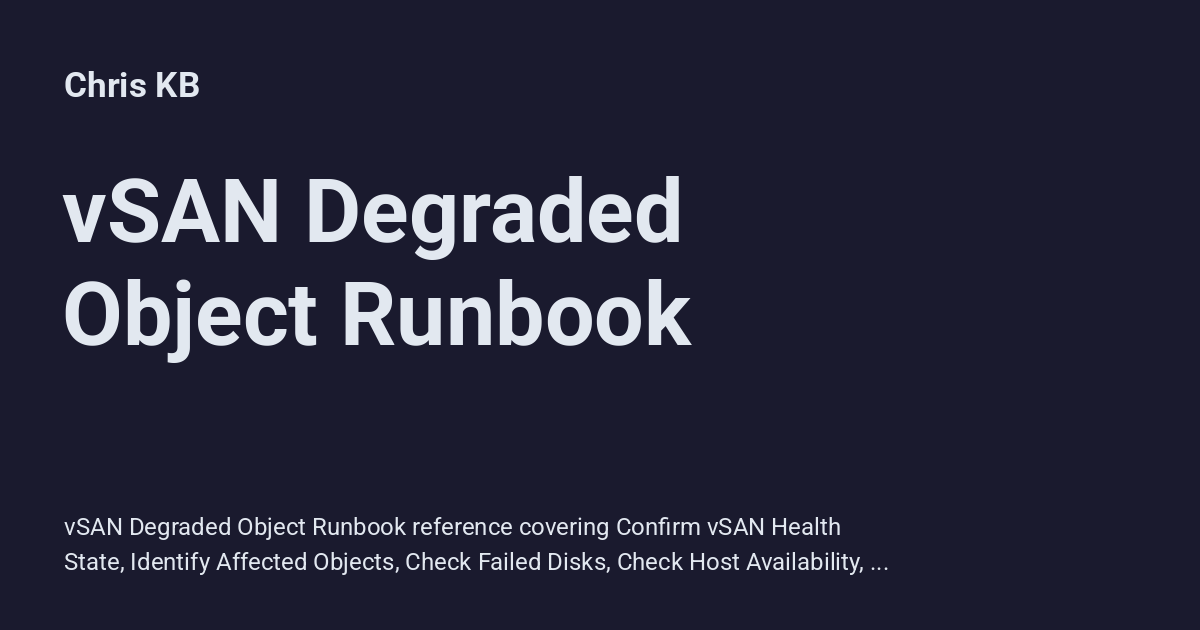 Chris KB
vSAN Degraded
Object Runbook
vSAN Degraded Object Runbook reference covering Confirm vSAN Health
State, Identify Affected Objects, Check Failed Disks, Check Host Availability, ...